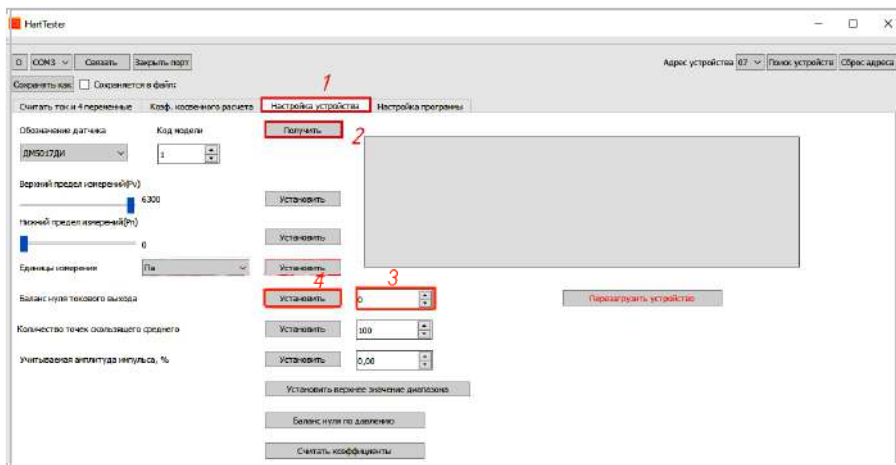 HartTester
COM3 Связать Закрыть порт Адрес устройства 07 Поиск устройств Сброс адреса
Сохранять как: Сохраняется в файл:
1
Считать ток и 4 переменные Коэф. косвенного расчета Настройка устройства Настройка программы
Обозначение датчика Код модели Получить 2
ДМ5017ДИ 1
Верхний предел измерений(Pv)
6300 Установить
Нижний предел измерений(Pn)
0 Установить
Единицы измерения Па Установить
4 3
Баланс нуля токового выхода Установить 0 Перезагрузить устройство
Количество точек скользящего среднего Установить 100
Учитываемая амплитуда импульса, % Установить 0,00
Установить верхнее значение диапазона
Баланс нуля по давлению
Считать коэффициенты